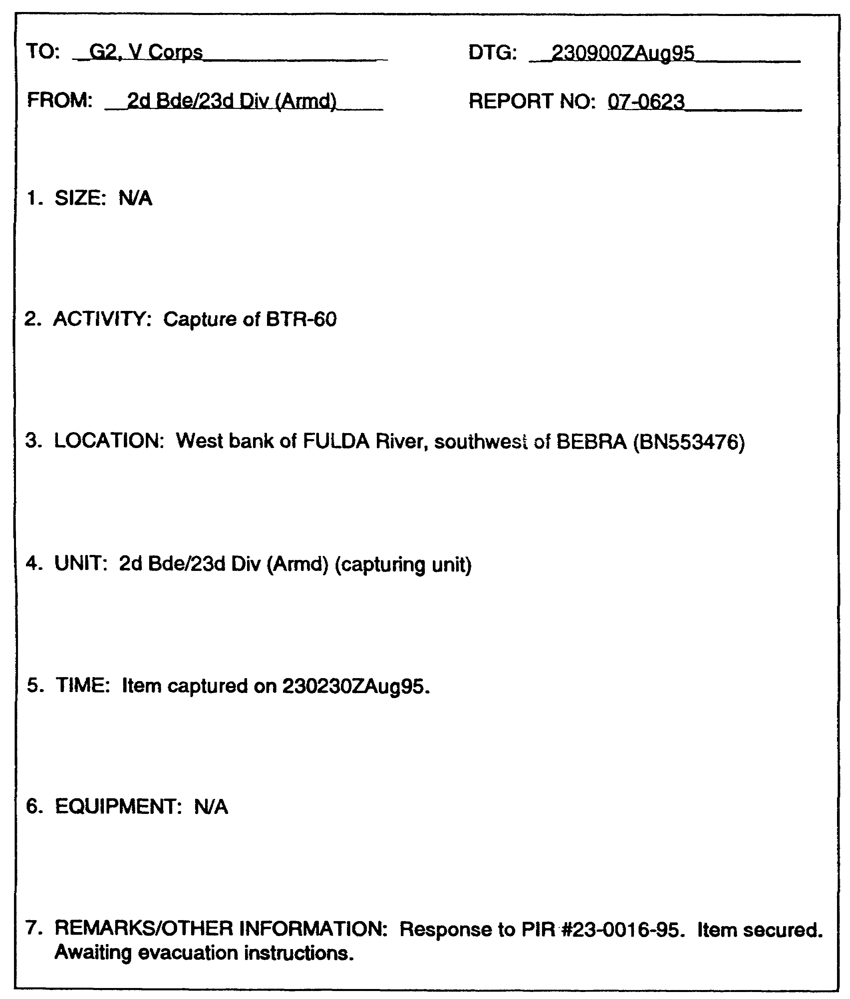 TO: G2, V Corps DTG: 230900ZAug95
FROM: 2d Bde/23d Div (Armd) REPORT NO: 07-0623
1. SIZE: N/A
2. ACTIVITY: Capture of BTR-60
3. LOCATION: West bank of FULDA River, southwest of BEBRA (BN553476)
4. UNIT: 2d Bde/23d Div (Armd) (capturing unit)
5. TIME: Item captured on 230230ZAug95.
6. EQUIPMENT: N/A
7. REMARKS/OTHER INFORMATION: Response to PIR #23-0016-95. Item secured.
Awaiting evacuation instructions.